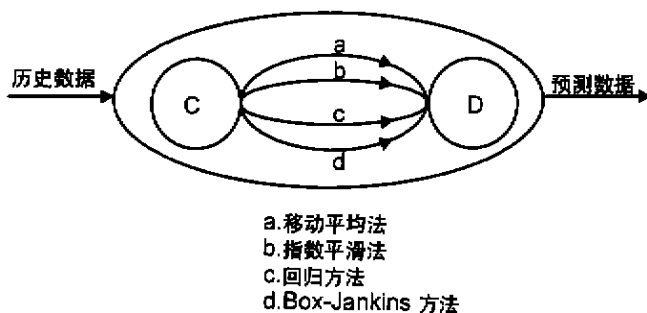 历史数据
C
a
b
c
d
D
预测数据
a.移动平均法
b.指数平滑法
c.回归方法
d.Box-Jankins 方法